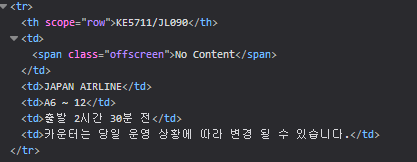 <tr>
<th scope="row">KE5711/JL090</th>
<td>
<span class="offscreen">No Content</span>
</td>
<td>JAPAN AIRLINE</td>
<td>A6 ~ 12</td>
<td>출발 2시간 30분 전</td>
<td>카운터는 당일 운영 상황에 따라 변경 될 수 있습니다.</td>
</tr>